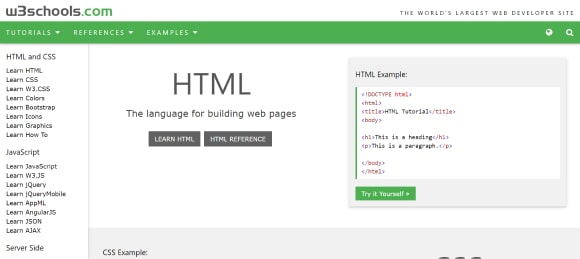 w3schools.com
THE WORLD'S LARGEST WEB DEVELOPER SITE
TUTORIALS REFERENCES EXAMPLES
HTML and CSS
Learn HTML
Learn CSS
Learn W3.CSS
Learn Colors
Learn Bootstrap
Learn Icons
Learn Graphics
Learn How To
JavaScript
Learn JavaScript
Learn W3.JS
Learn jQuery
Learn jQueryMobile
Learn AppML
Learn AngularJS
Learn JSON
Learn AJAX
Server Side
HTML
The language for building web pages
LEARN HTML HTML REFERENCE
HTML Example:
<!DOCTYPE html>
<html>
<title>HTML Tutorial</title>
<body>
<h1>This is a heading</h1>
<p>This is a paragraph.</p>
</body>
</html>
Try it Yourself »
CSS Example: